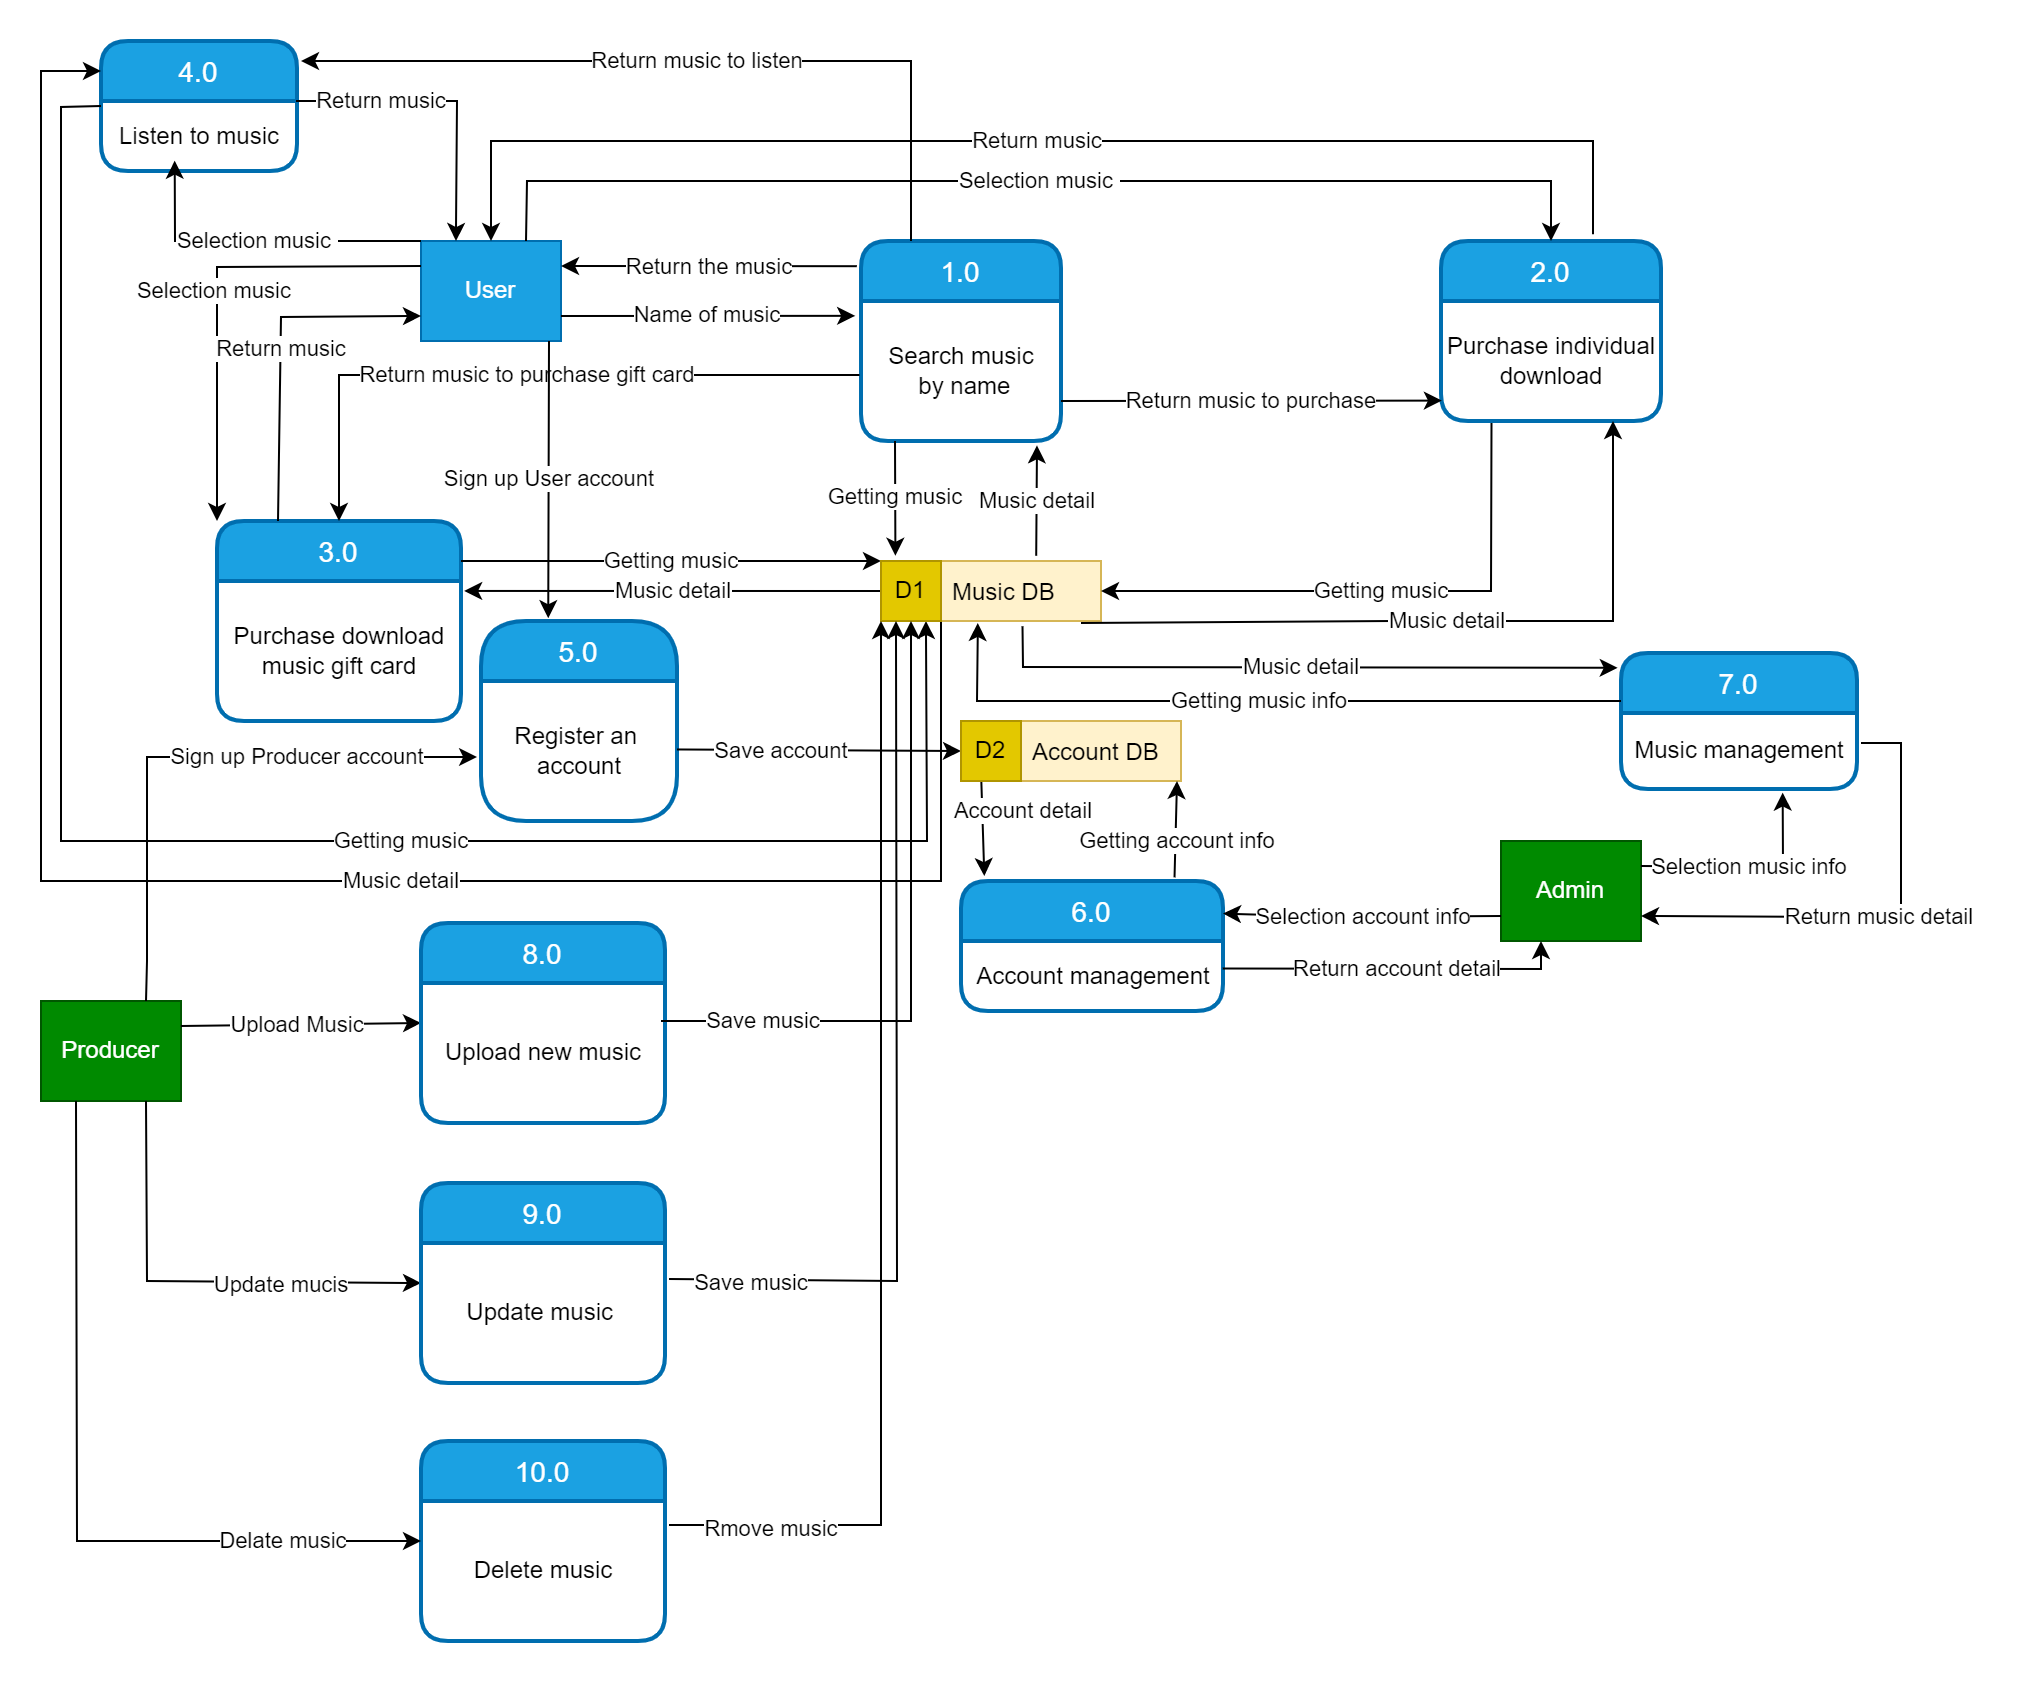 Return music to listen
4.0
Return music
Listen to music
Return music
Selection music
Selection music
Return the music
1.0
2.0
User
Selection music
Name of music
Return music
Search music
by name
Purchase individual
download
Return music to purchase gift card
Return music to purchase
Sign up User account
Getting music
Music detail
3.0
Getting music
Music detail
D1
Music DB
Getting music
Music detail
Purchase download
music gift card
5.0
Music detail
7.0
Getting music info
Register an
account
Sign up Producer account
Save account
D2
Account DB
Music management
Account detail
Getting account info
Getting music
Music detail
Selection music info
Admin
6.0
Selection account info
Return music detail
8.0
Account management
Return account detail
Upload Music
Save music
Producer
Upload new music
9.0
Update mucis
Save music
Update music
10.0
Delate music
Rmove music
Delete music